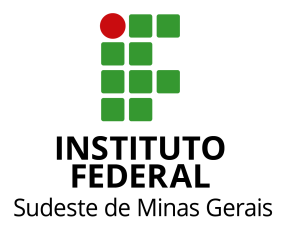 INSTITUTO
FEDERAL
Sudeste de Minas Gerais